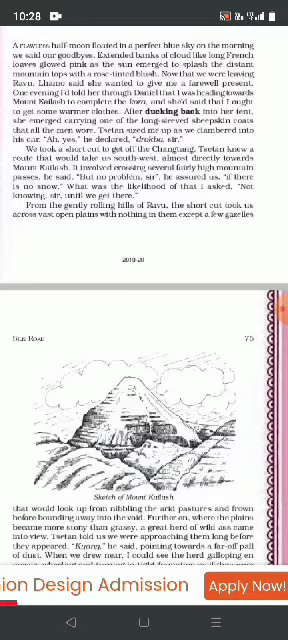 10:28
A FLAWLESS half-moon floated in a perfect blue sky on the morning
we said our goodbyes. Extended banks of cloud like long French
loaves glowed pink as the sun emerged to splash the distant
mountain tops with a rose-tinted blush. Now that we were leaving
Ravu, Lhamo said she wanted to give me a farewell present.
One evening I'd told her through Daniel that I was heading towards
Mount Kailash to complete the kora, and she'd said that I ought
to get some warmer clothes. After ducking back into her tent,
she emerged carrying one of the long-sleeved sheepskin coats
that all the men wore. Tsetan sized me up as we clambered into
his car. "Ah, yes," he declared, "drokba, sir."
We took a short cut to get off the Changtang. Tsetan knew a
route that would take us south-west, almost directly towards
Mount Kailash. It involved crossing several fairly high mountain
passes, he said. "But no problem, sir", he assured us, "if there
is no snow." What was the likelihood of that I asked. "Not
knowing, sir, until we get there."
From the gently rolling hills of Ravu, the short cut took us
across vast open plains with nothing in them except a few gazelles
2019-20
SILK ROAD 75
Sketch of Mount Kailash
that would look up from nibbling the arid pastures and frown
before bounding away into the void. Further on, where the plains
became more stony than grassy, a great herd of wild ass came
into view. Tsetan told us we were approaching them long before
they appeared. "Kyang," he said, pointing towards a far-off pall
of dust. When we drew near, I could see the herd galloping en
ion Design Admission
Apply Now!